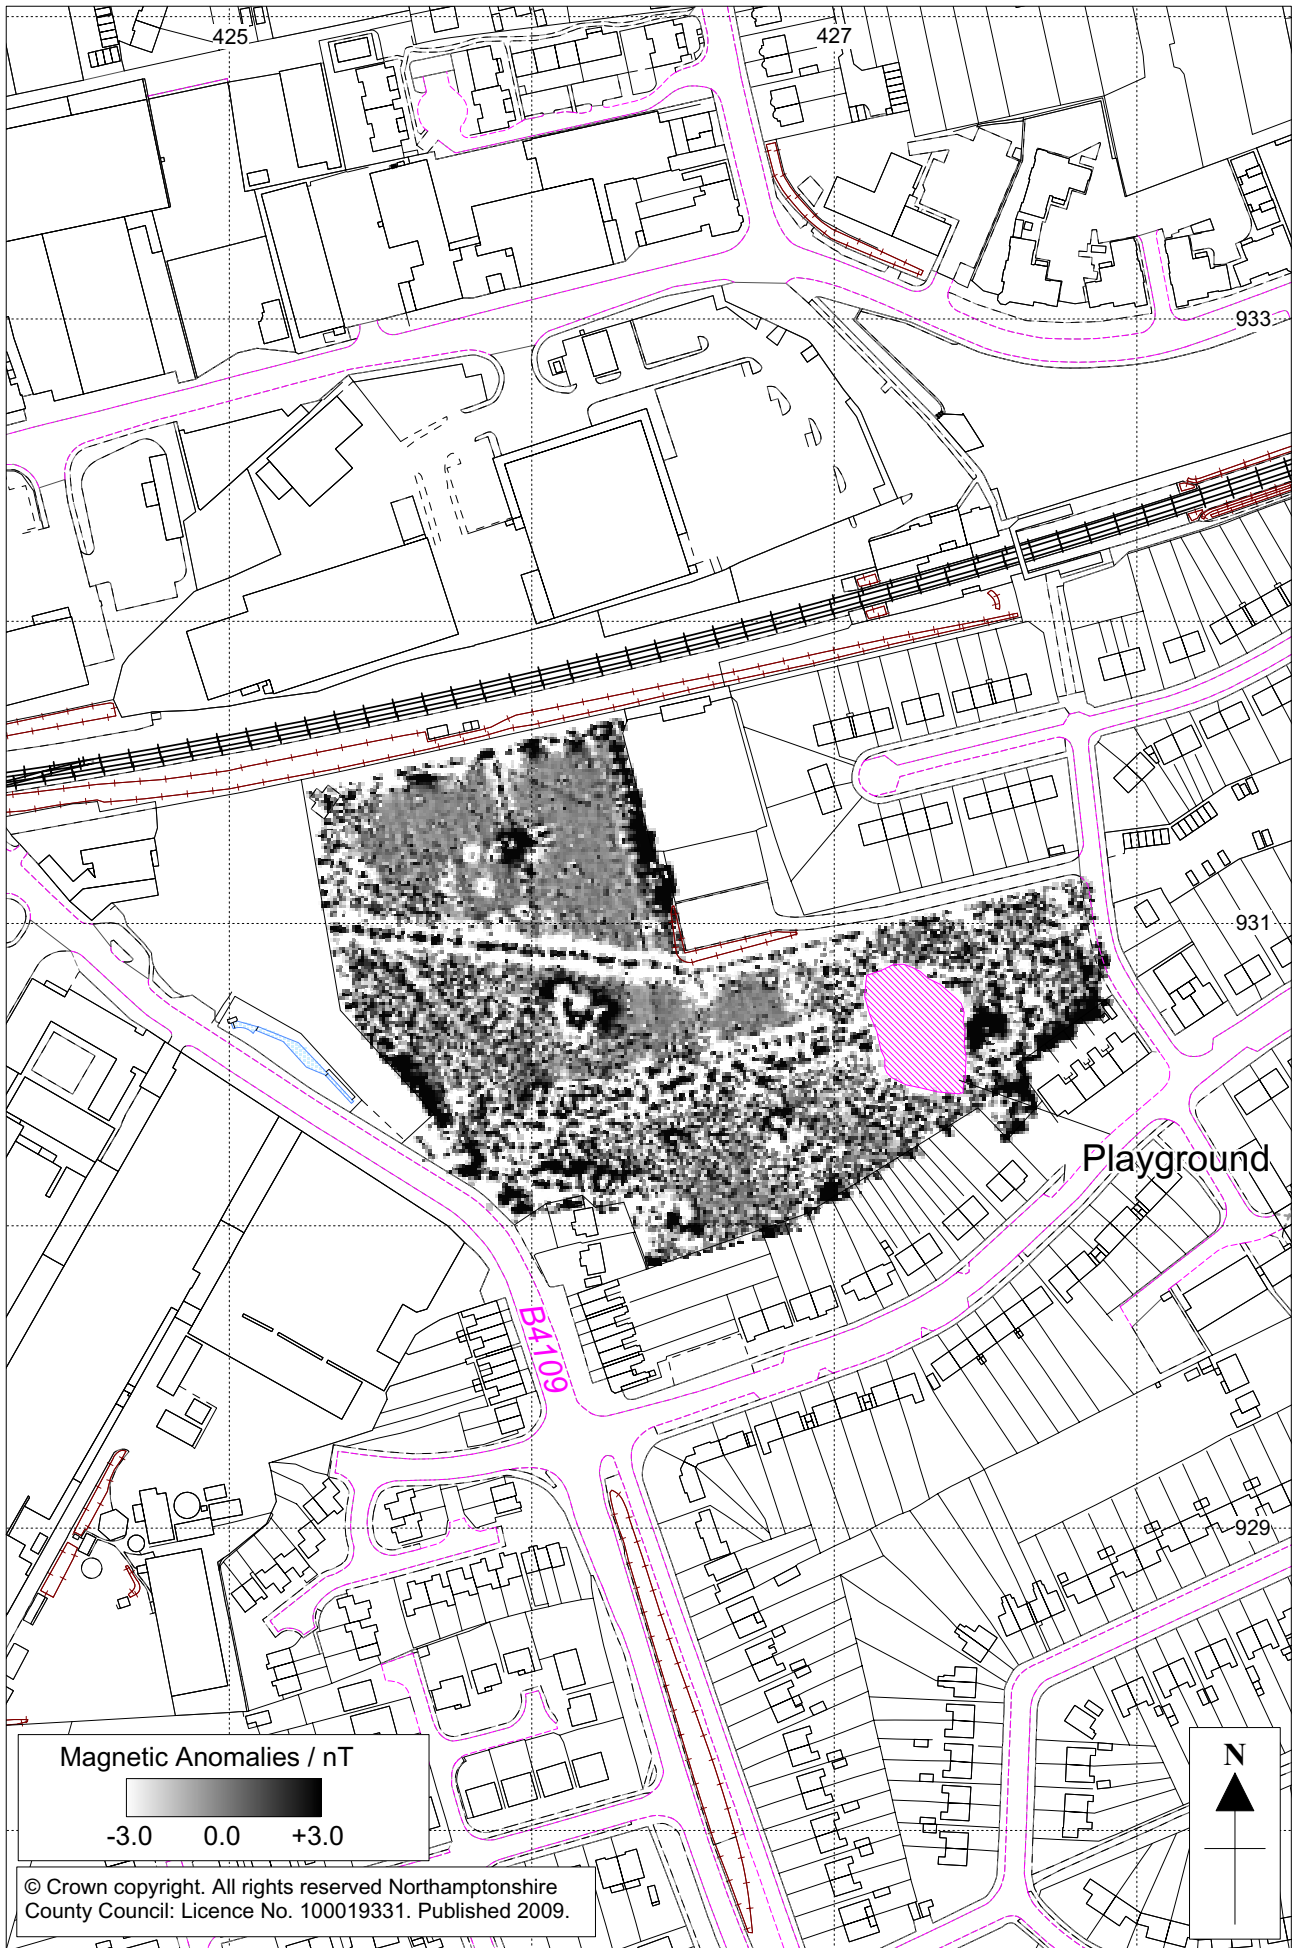 425
427
933
931
Playground
B4109
929
Magnetic Anomalies / nT
-3.0 0.0 +3.0
N
© Crown copyright. All rights reserved Northamptonshire
County Council: Licence No. 100019331. Published 2009.